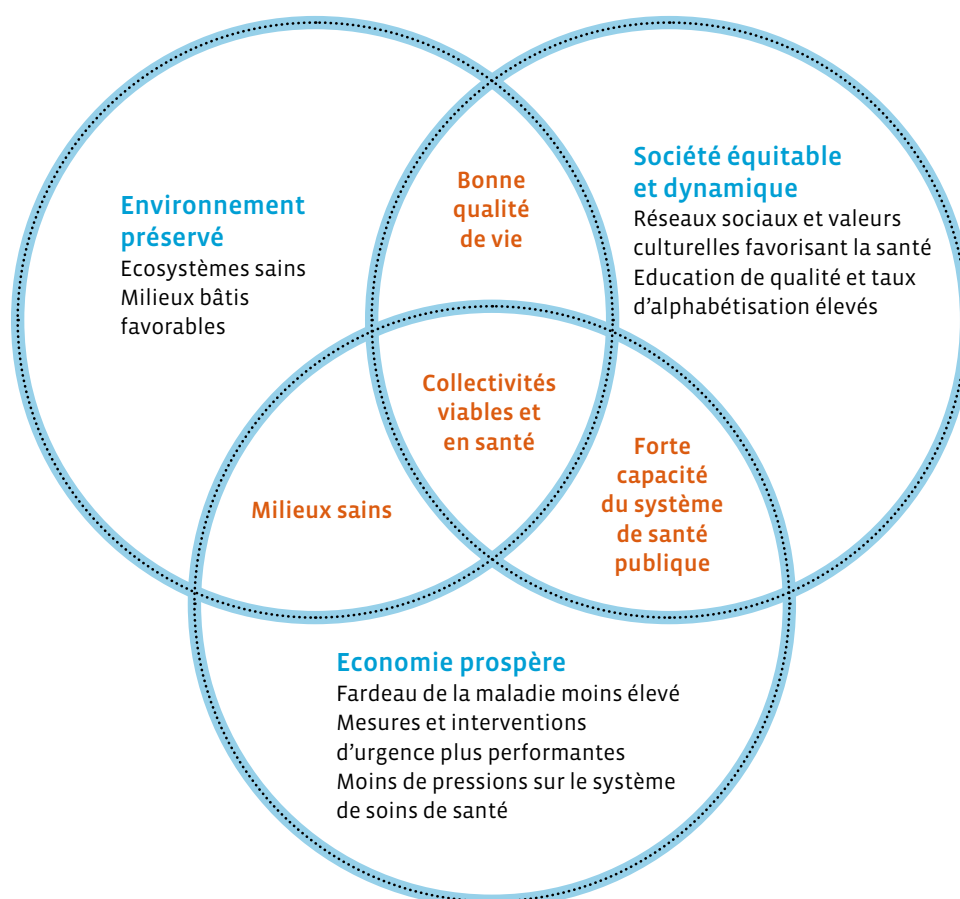 Environnement
préservé
Ecosystèmes sains
Milieux bâtis
favorables
Bonne
qualité
de vie
Société équitable
et dynamique
Réseaux sociaux et valeurs
culturelles favorisant la santé
Education de qualité et taux
d’alphabétisation élevés
Collectivités
viables et
en santé
Milieux sains
Forte
capacité
du système
de santé
publique
Economie prospère
Fardeau de la maladie moins élevé
Mesures et interventions
d’urgence plus performantes
Moins de pressions sur le système
de soins de santé